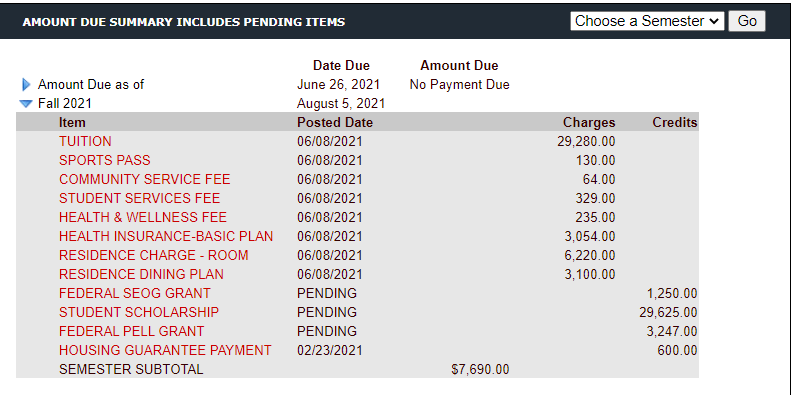 AMOUNT DUE SUMMARY INCLUDES PENDING ITEMS Choose a Semester Go
Date Due Amount Due
Amount Due as of June 26, 2021 No Payment Due
Fall 2021 August 5, 2021
Item Posted Date Charges Credits
TUITION 06/08/2021 29,280.00
SPORTS PASS 06/08/2021 130.00
COMMUNITY SERVICE FEE 06/08/2021 64.00
STUDENT SERVICES FEE 06/08/2021 329.00
HEALTH & WELLNESS FEE 06/08/2021 235.00
HEALTH INSURANCE-BASIC PLAN 06/08/2021 3,054.00
RESIDENCE CHARGE - ROOM 06/08/2021 6,220.00
RESIDENCE DINING PLAN 06/08/2021 3,100.00
FEDERAL SEOG GRANT PENDING 1,250.00
STUDENT SCHOLARSHIP PENDING 29,625.00
FEDERAL PELL GRANT PENDING 3,247.00
HOUSING GUARANTEE PAYMENT 02/23/2021 600.00
SEMESTER SUBTOTAL $7,690.00